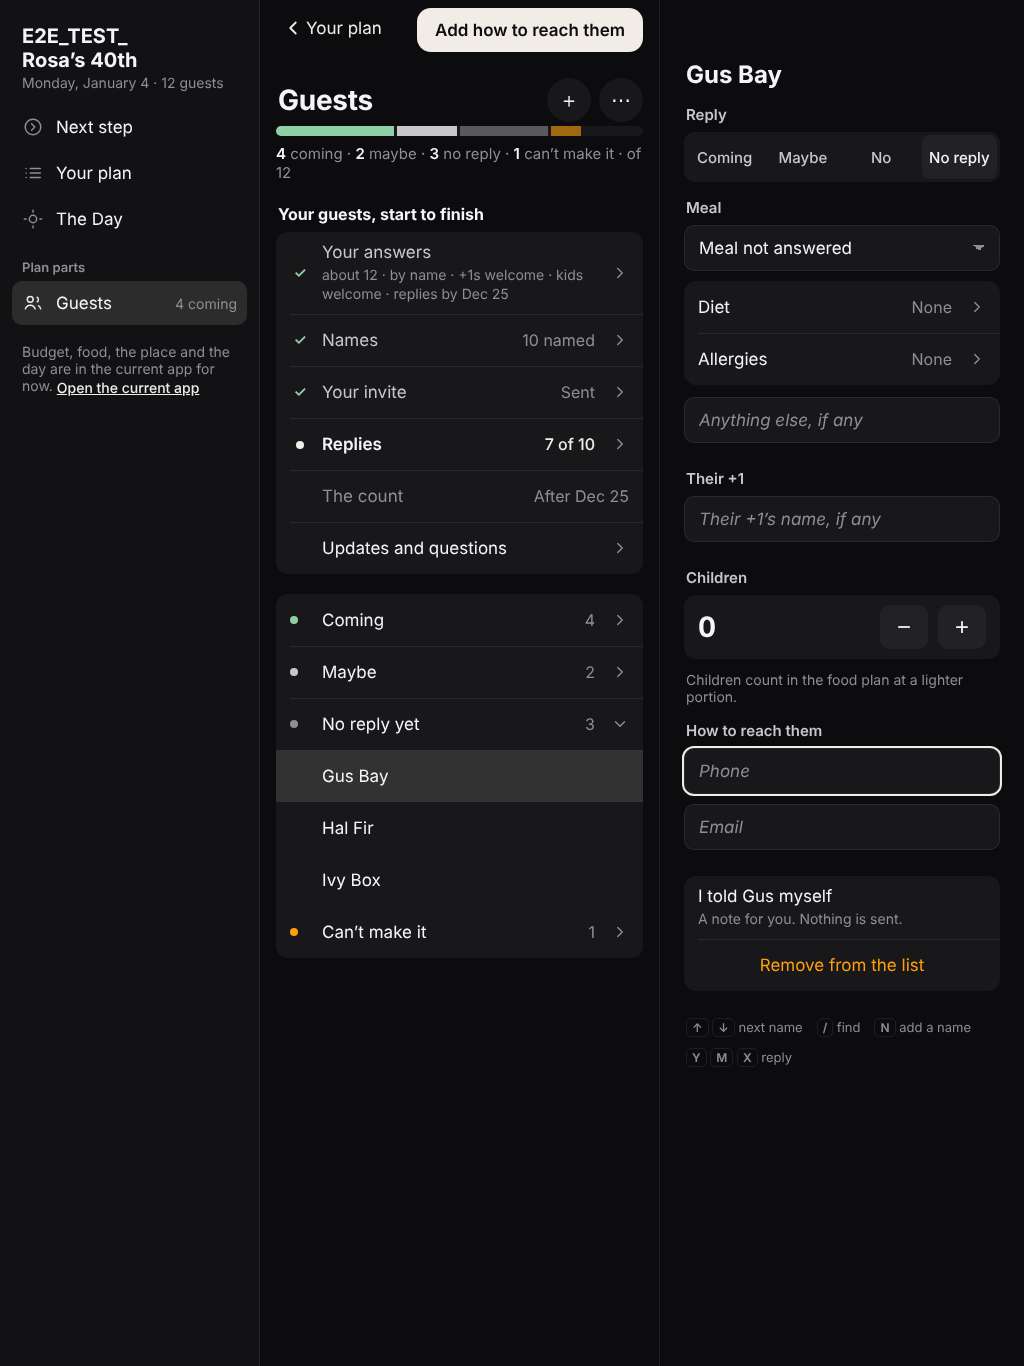 E2E_TEST_
Rosa’s 40th
Monday, January 4 · 12 guests
Next step
Your plan
The Day
Plan parts
Guests 4 coming
Budget, food, the place and the
day are in the current app for
now. Open the current app
Your plan
Add how to reach them
Guests
+ ···
4 coming · 2 maybe · 3 no reply · 1 can’t make it · of
12
Your guests, start to finish
Your answers
about 12 · by name · +1s welcome · kids
welcome · replies by Dec 25
Names 10 named
Your invite Sent
Replies 7 of 10
The count After Dec 25
Updates and questions
Coming 4
Maybe 2
No reply yet 3
Gus Bay
Hal Fir
Ivy Box
Can’t make it 1
Gus Bay
Reply
Coming Maybe No No reply
Meal
Meal not answered
Diet None
Allergies None
Anything else, if any
Their +1
Their +1’s name, if any
Children
0 − +
Children count in the food plan at a lighter
portion.
How to reach them
Phone
Email
I told Gus myself
A note for you. Nothing is sent.
Remove from the list
↑ ↓ next name / find N add a name
Y M X reply